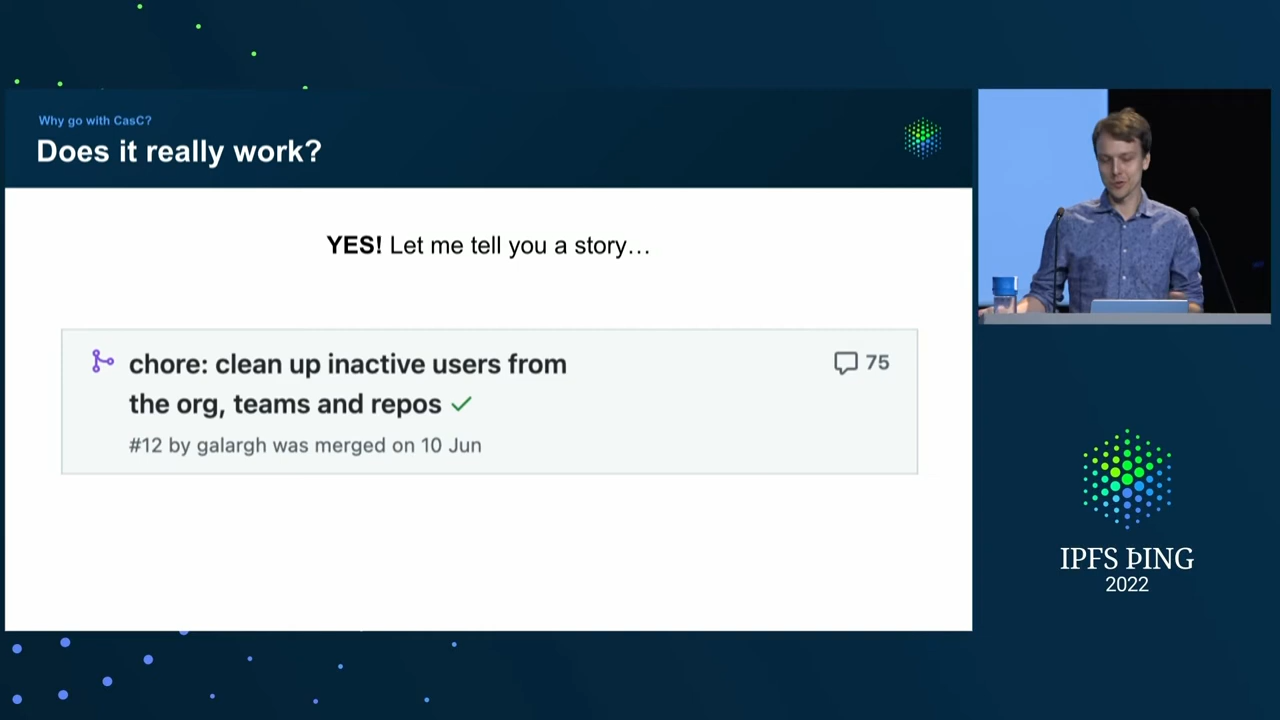 Why go with CasC?
Does it really work?
YES! Let me tell you a story…
chore: clean up inactive users from
the org, teams and repos
75
#12 by galargh was merged on 10 Jun
IPFS ÞING
2022